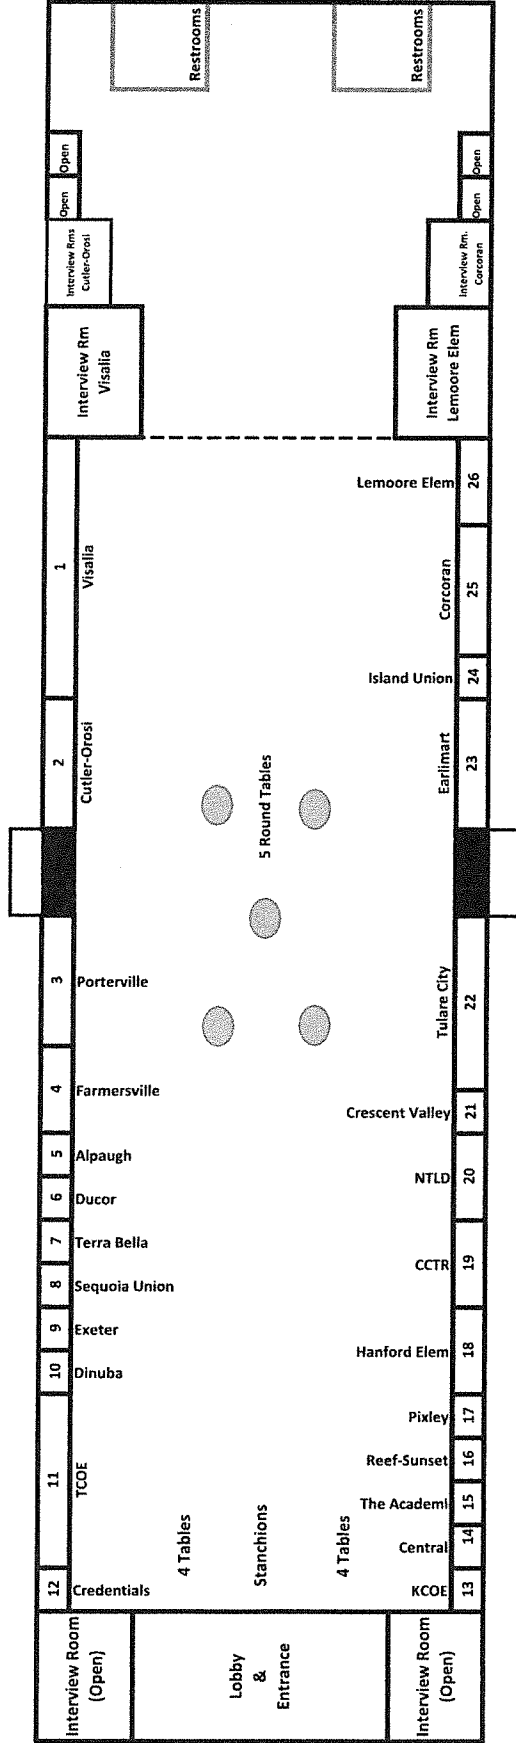 Restrooms
Restrooms
Open
Open
Open
Open
Interview Rms
Cutler-Orosi
Interview Rm.
Corcoran
Interview Rm
Visalia
Interview Rm
Lemoore Elem
1
Visalia
Lemoore Elem
26
Corcoran
25
Island Union
24
2
Cutler-Orosi
Earlimart
23
5 Round Tables
3
Porterville
Tulare City
22
4
Farmersville
Crescent Valley
21
5
Alpaugh
NTLD
20
6
Ducor
7
Terra Bella
CCTR
19
8
Sequoia Union
9
Exeter
Hanford Elem
18
10
Dinuba
Pixley
17
11
TCOE
Reef-Sunset
16
The Academi
15
4 Tables
Stanchions
4 Tables
Central
14
12
Credentials
KCOE
13
Interview Room
(Open)
Lobby
&
Entrance
Interview Room
(Open)